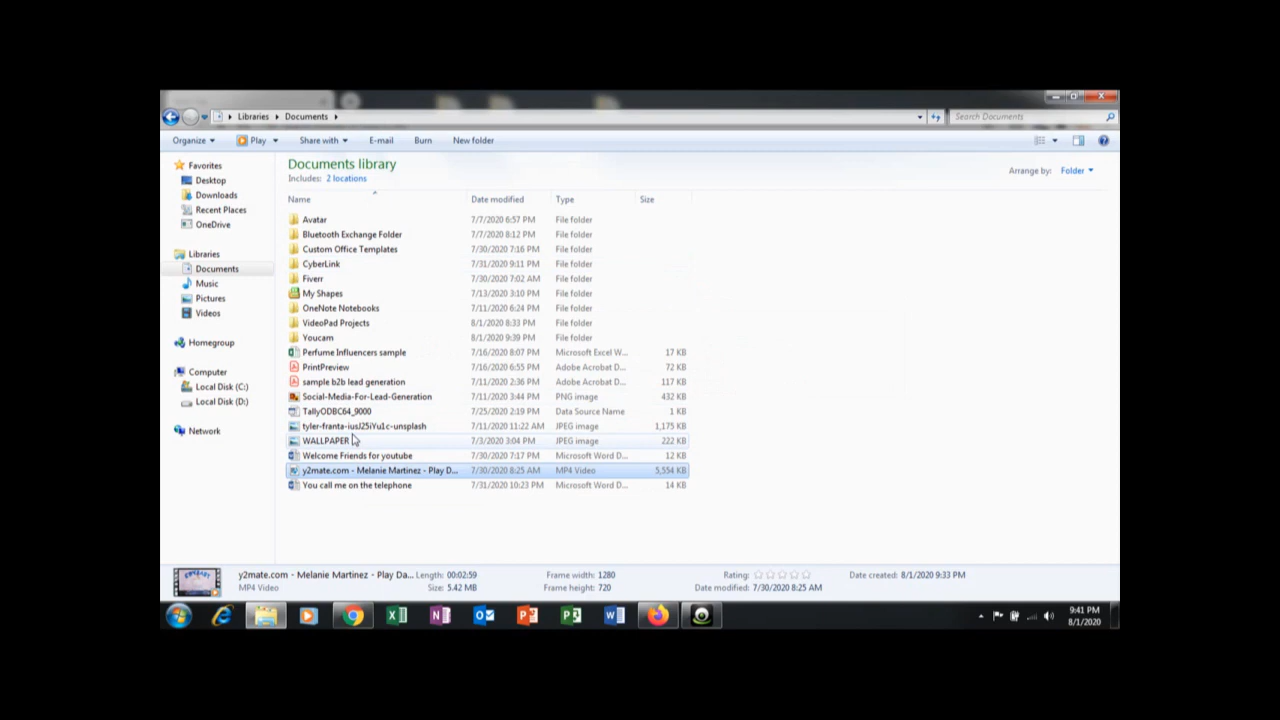 Libraries Documents Search Documents
Organize Play Share with E-mail Burn New folder
Favorites
Desktop
Downloads
Recent Places
OneDrive
Libraries
Documents
Music
Pictures
Videos
Homegroup
Computer
Local Disk (C:)
Local Disk (D:)
Network
Documents library
Includes: 2 locations
Arrange by: Folder
Name Date modified Type Size
Avatar 7/7/2020 6:57 PM File folder
Bluetooth Exchange Folder 7/7/2020 8:12 PM File folder
Custom Office Templates 7/30/2020 7:16 PM File folder
CyberLink 7/31/2020 9:11 PM File folder
Fiverr 7/30/2020 7:02 AM File folder
My Shapes 7/13/2020 3:10 PM File folder
OneNote Notebooks 7/11/2020 6:24 PM File folder
VideoPad Projects 8/1/2020 8:33 PM File folder
Youcam 8/1/2020 9:39 PM File folder
Perfume Influencers sample 7/16/2020 8:07 PM Microsoft Excel W... 17 KB
PrintPreview 7/16/2020 6:55 PM Adobe Acrobat D... 72 KB
sample b2b lead generation 7/11/2020 2:36 PM Adobe Acrobat D... 117 KB
Social-Media-For-Lead-Generation 7/11/2020 3:44 PM PNG image 432 KB
TallyODBC64_9000 7/25/2020 2:19 PM Data Source Name 1 KB
7/11/2020 11:22 AM JPEG image 1,175 KB
WALLPAPER 7/3/2020 3:04 PM JPEG image 222 KB
Welcome Friends for youtube 7/30/2020 7:17 PM Microsoft Word D... 12 KB
y2mate.com - Melanie Martinez - Play D... 7/30/2020 8:25 AM MP4 Video 5,554 KB
You call me on the telephone 7/31/2020 10:23 PM Microsoft Word D... 14 KB
y2mate.com - Melanie Martinez - Play Da... Length: 00:02:59 Frame width: 1280 Rating: Date created: 8/1/2020 9:33 PM
MP4 Video Size: 5.42 MB Frame height: 720 Date modified: 7/30/2020 8:25 AM
9:41 PM
8/1/2020